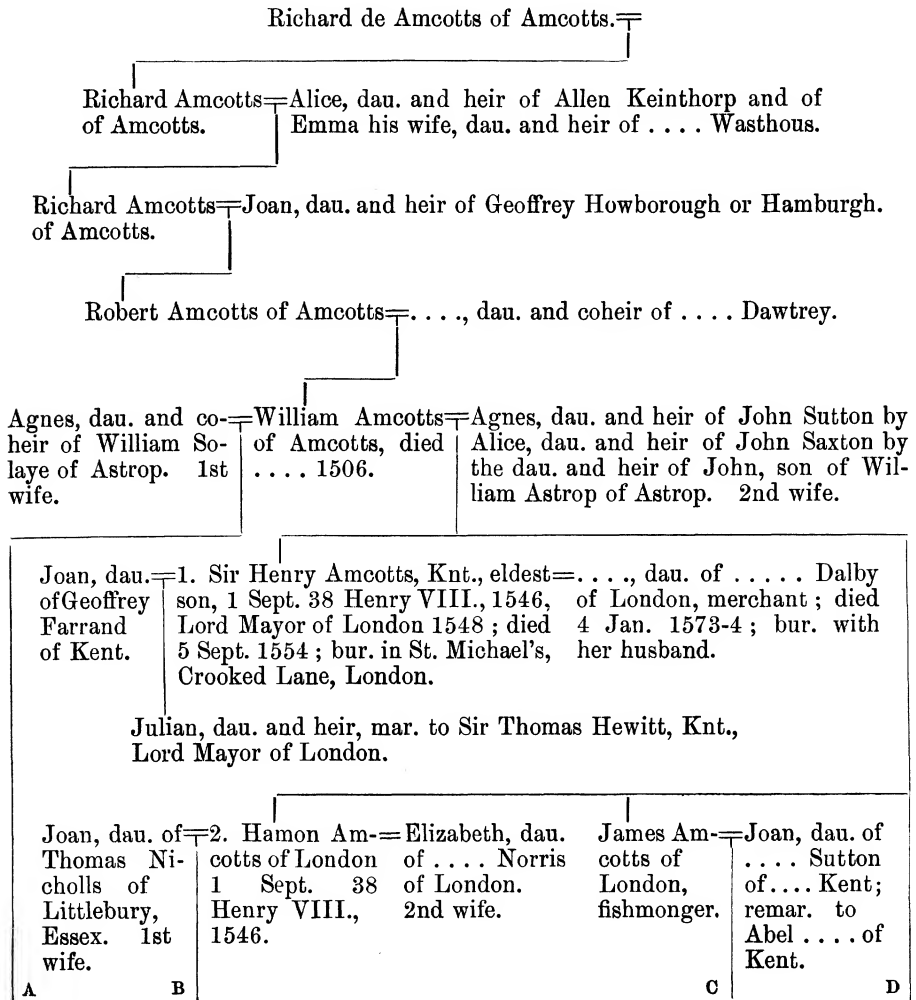 Richard de Amcotts of Amcotts.
Richard Amcotts=Alice, dau. and heir of Allen Keinthorp and of
of Amcotts. Emma his wife, dau. and heir of .... Wasthous.
Richard Amcotts=Joan, dau. and heir of Geoffrey Howborough or Hamburgh.
of Amcotts.
Robert Amcotts of Amcotts=...., dau. and coheir of .... Dawtrey.
Agnes, dau. and co-
heir of William So-
laye of Astrop. 1st
wife.
William Amcotts
of Amcotts, died
.... 1506.
Agnes, dau. and heir of John Sutton by
Alice, dau. and heir of John Saxton by
the dau. and heir of John, son of Wil-
liam Astrop of Astrop. 2nd wife.
Joan, dau.
of Geoffrey
Farrand
of Kent.
1. Sir Henry Amcotts, Knt., eldest
son, 1 Sept. 38 Henry VIII., 1546,
Lord Mayor of London 1548 ; died
5 Sept. 1554 ; bur. in St. Michael's,
Crooked Lane, London.
...., dau. of ..... Dalby
of London, merchant ; died
4 Jan. 1573-4 ; bur. with
her husband.
Julian, dau. and heir, mar. to Sir Thomas Hewitt, Knt.,
Lord Mayor of London.
Joan, dau. of
Thomas Ni-
cholls of
Littlebury,
Essex. 1st
wife.
2. Hamon Am-
cotts of London
1 Sept. 38
Henry VIII.,
1546.
Elizabeth, dau.
of .... Norris
of London.
2nd wife.
James Am-
cotts of
London,
fishmonger.
Joan, dau. of
.... Sutton
of.... Kent;
remar. to
Abel .... of
Kent.
A B C D